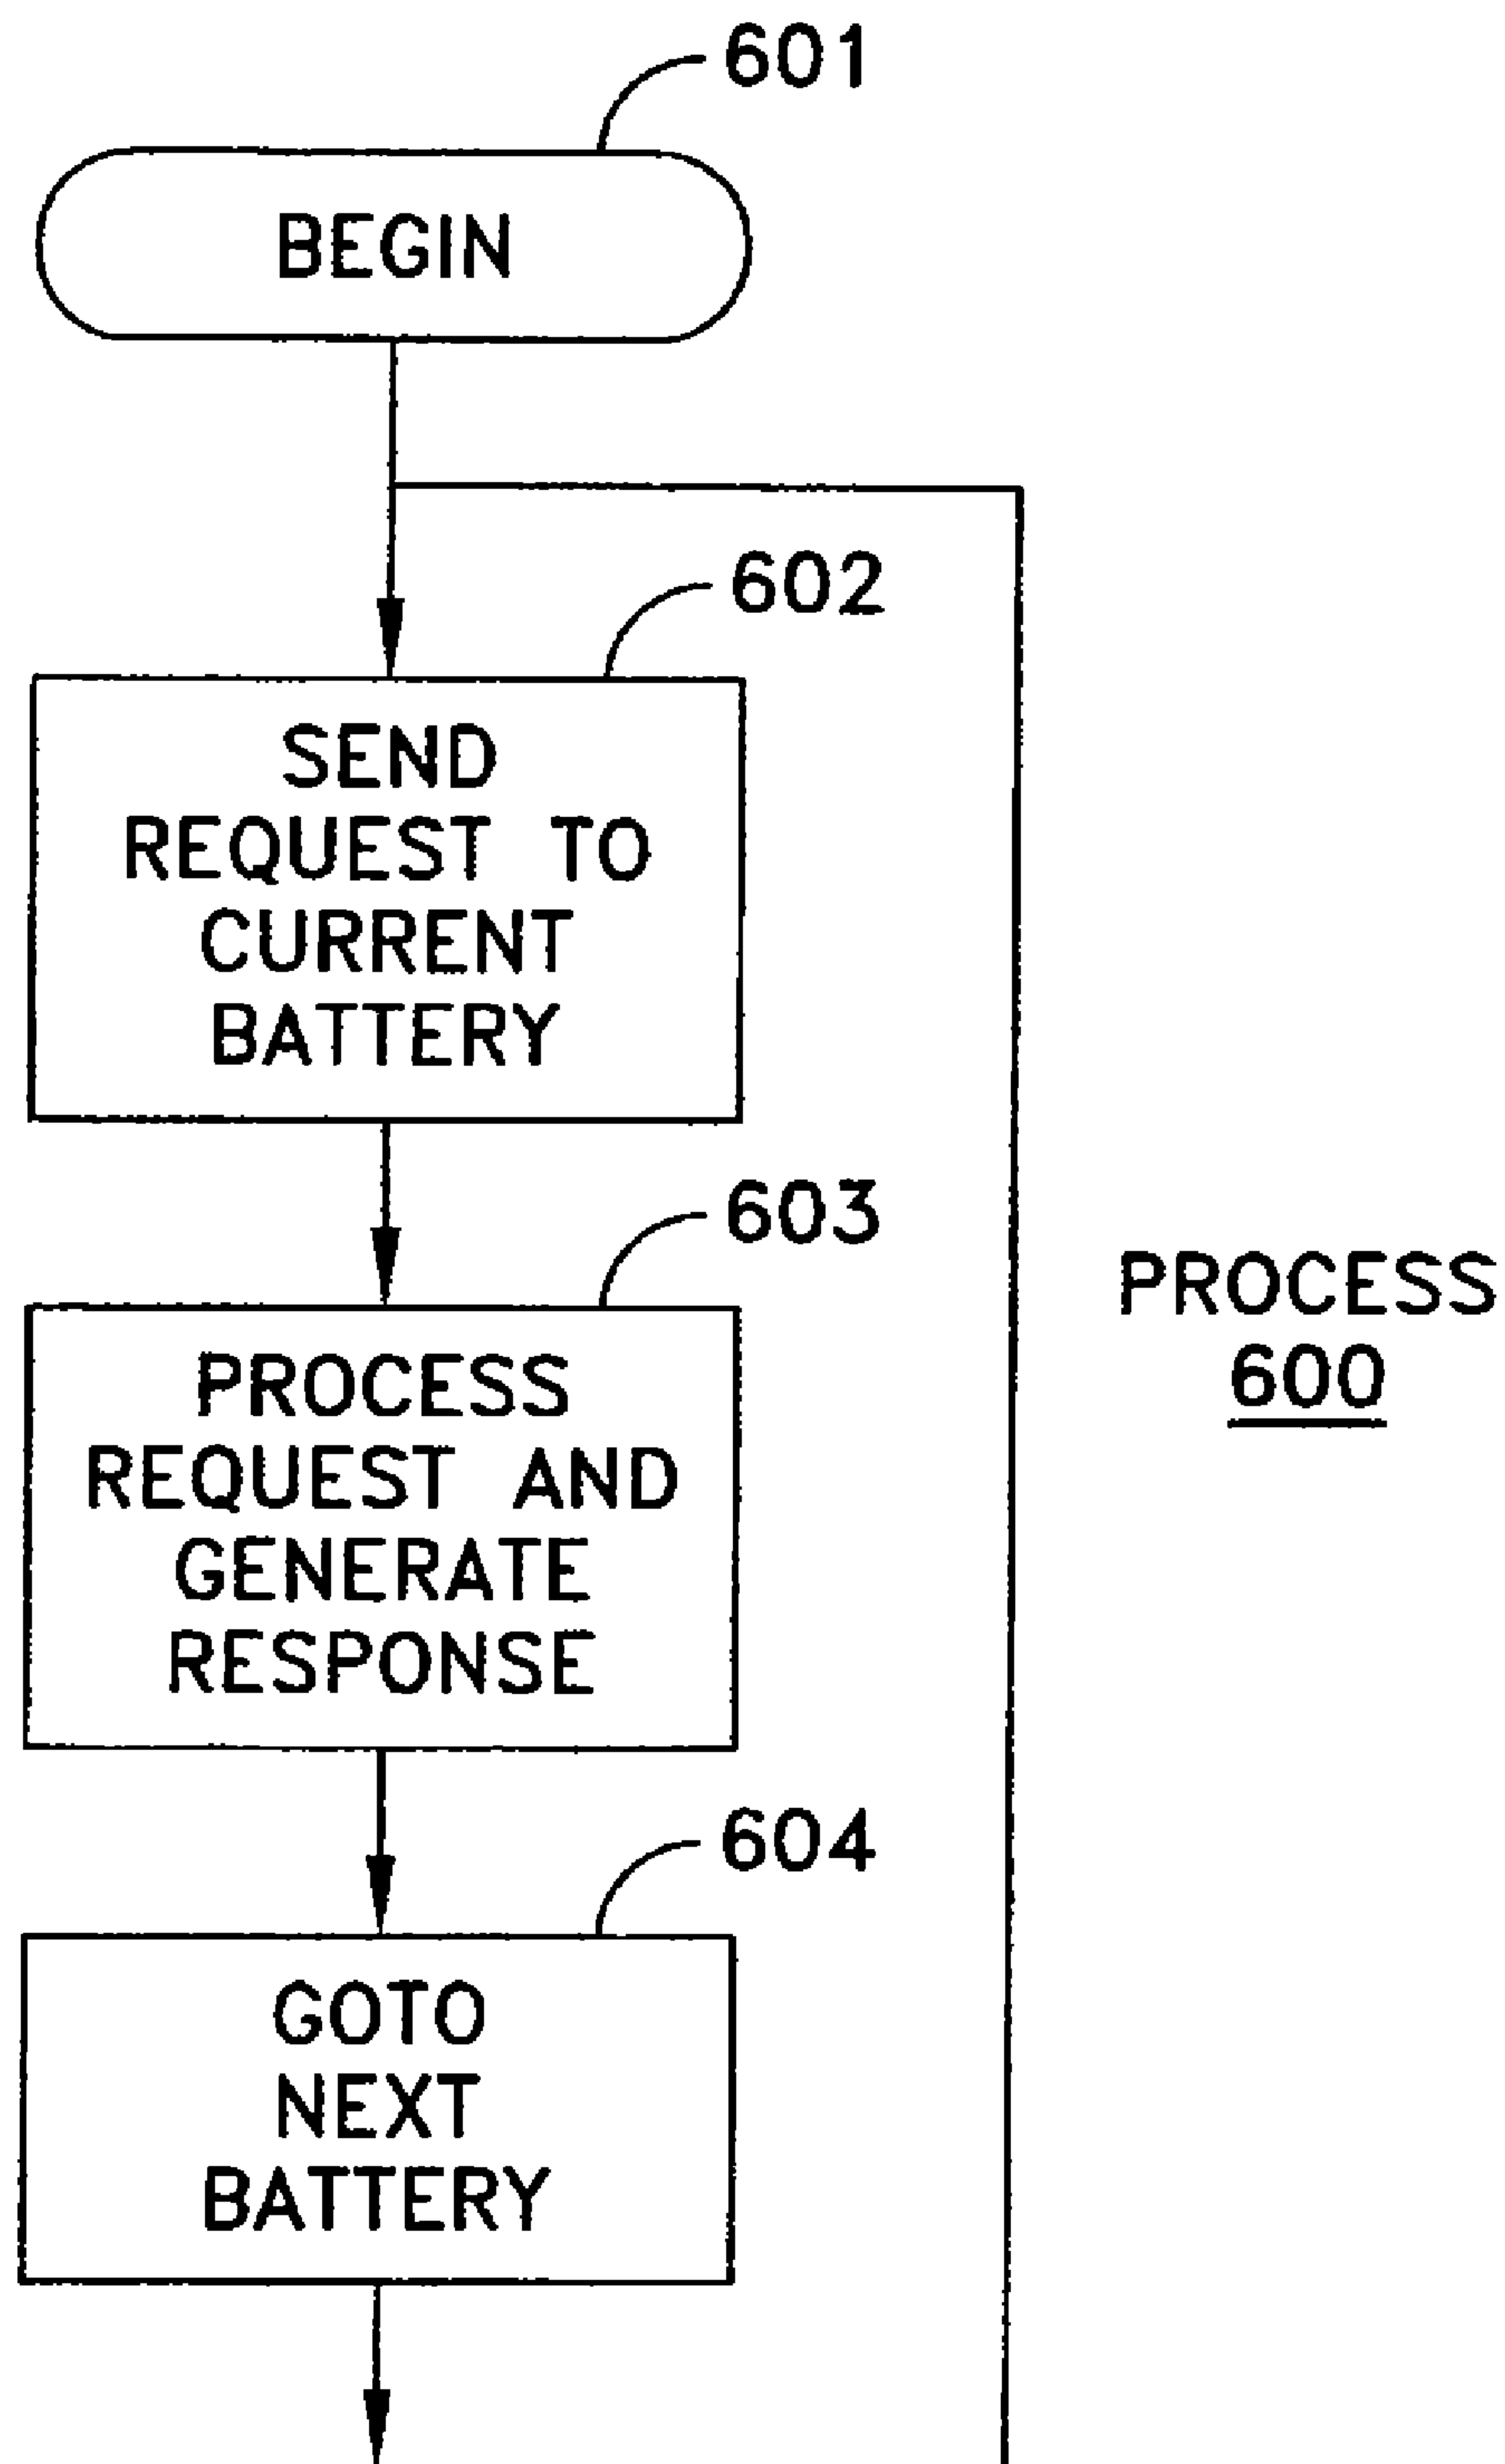 601
BEGIN
602
SEND
REQUEST TO
CURRENT
BATTERY
603
PROCESS
REQUEST AND
GENERATE
RESPONSE
PROCESS
600
604
GOTO
NEXT
BATTERY